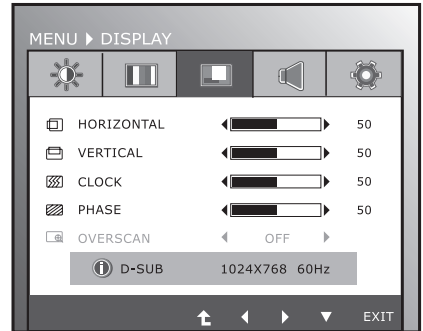 MENU ▶ DISPLAY
HORIZONTAL 50
VERTICAL 50
CLOCK 50
PHASE 50
OVERSCAN OFF
D-SUB 1024X768 60Hz
EXIT